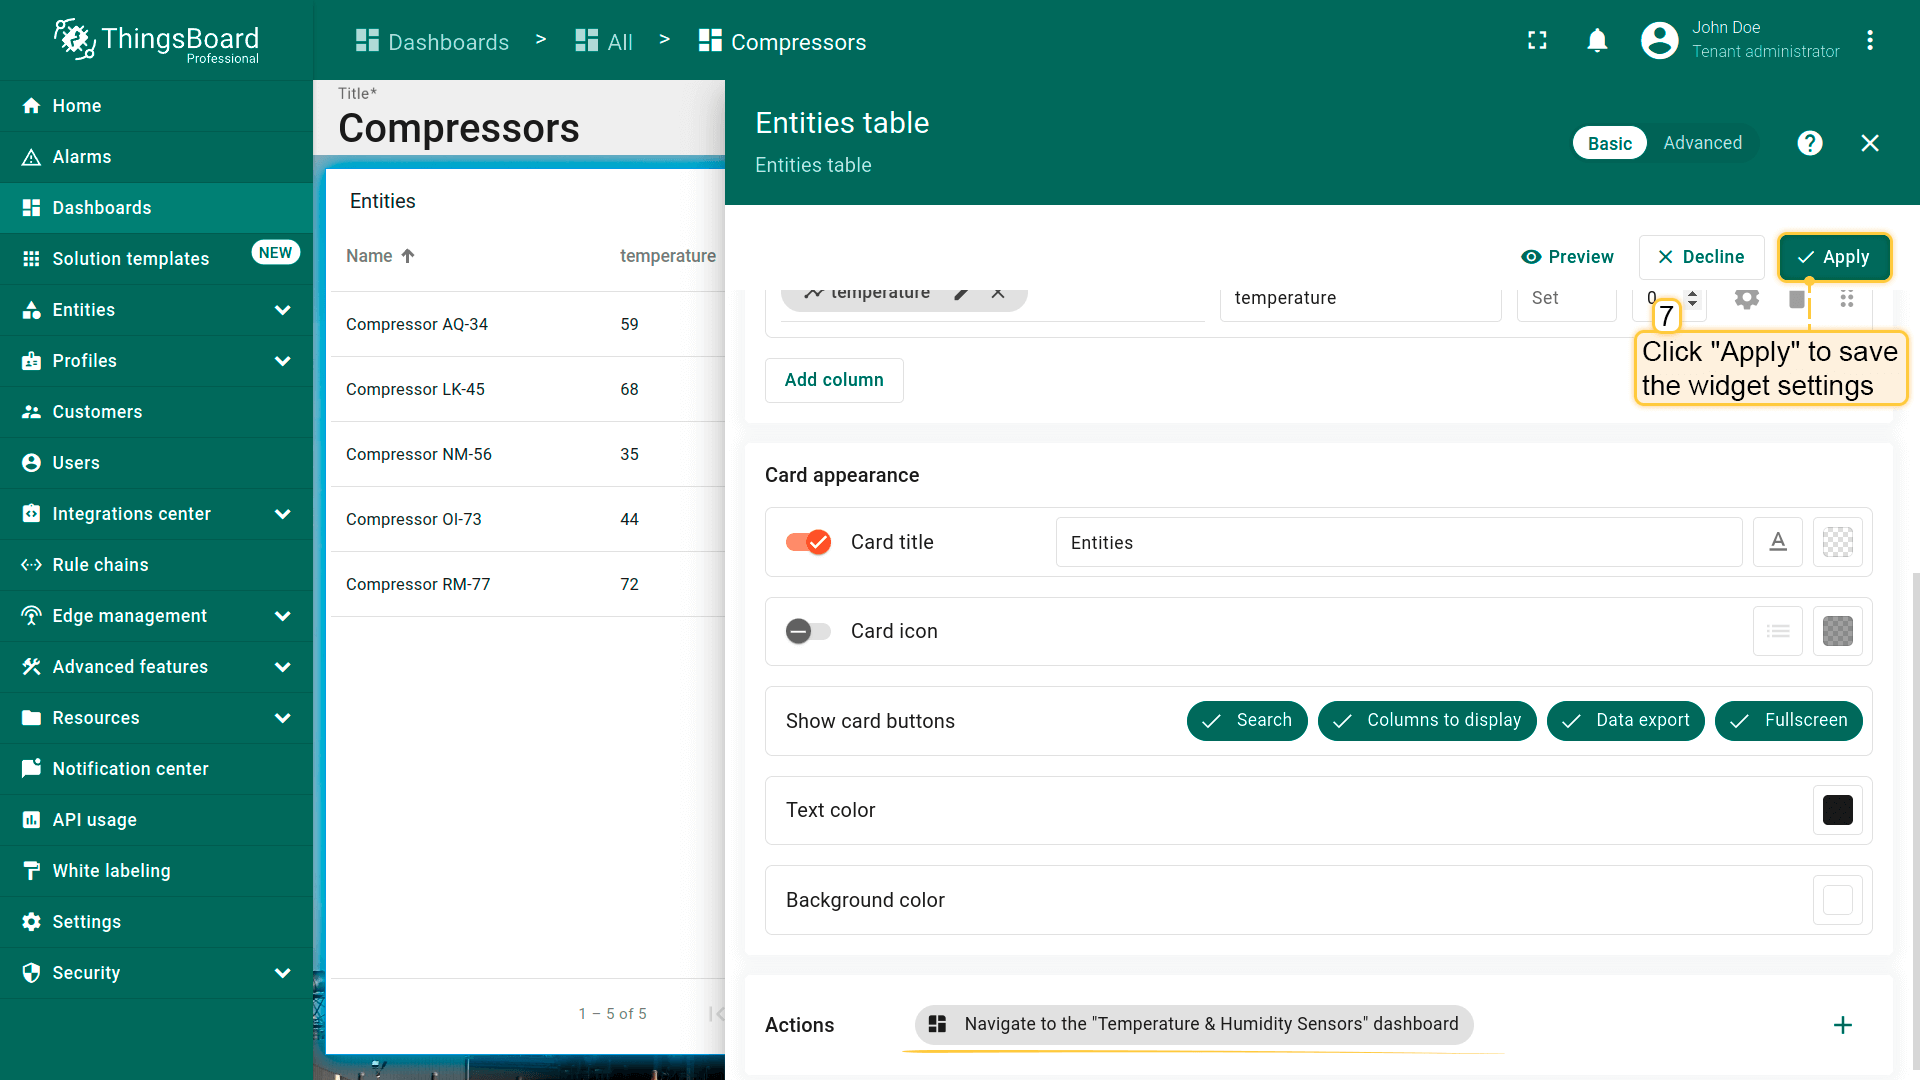 ThingsBoard
Professional
Dashboards > All > Compressors
John Doe
Tenant administrator
Home
Alarms
Dashboards
Solution templates NEW
Entities
Profiles
Customers
Users
Integrations center
Rule chains
Edge management
Advanced features
Resources
Notification center
API usage
White labeling
Settings
Security
Title*
Compressors
Entities
Name temperature
Compressor AQ-34 59
Compressor LK-45 68
Compressor NM-56 35
Compressor OI-73 44
Compressor RM-77 72
1 – 5 of 5
Entities table
Entities table
Basic Advanced
Preview Decline Apply
temperature temperature Set 0
7
Click "Apply" to save
the widget settings
Add column
Card appearance
Card title Entities
Card icon
Show card buttons Search Columns to display Data export Fullscreen
Text color
Background color
Actions Navigate to the "Temperature & Humidity Sensors" dashboard